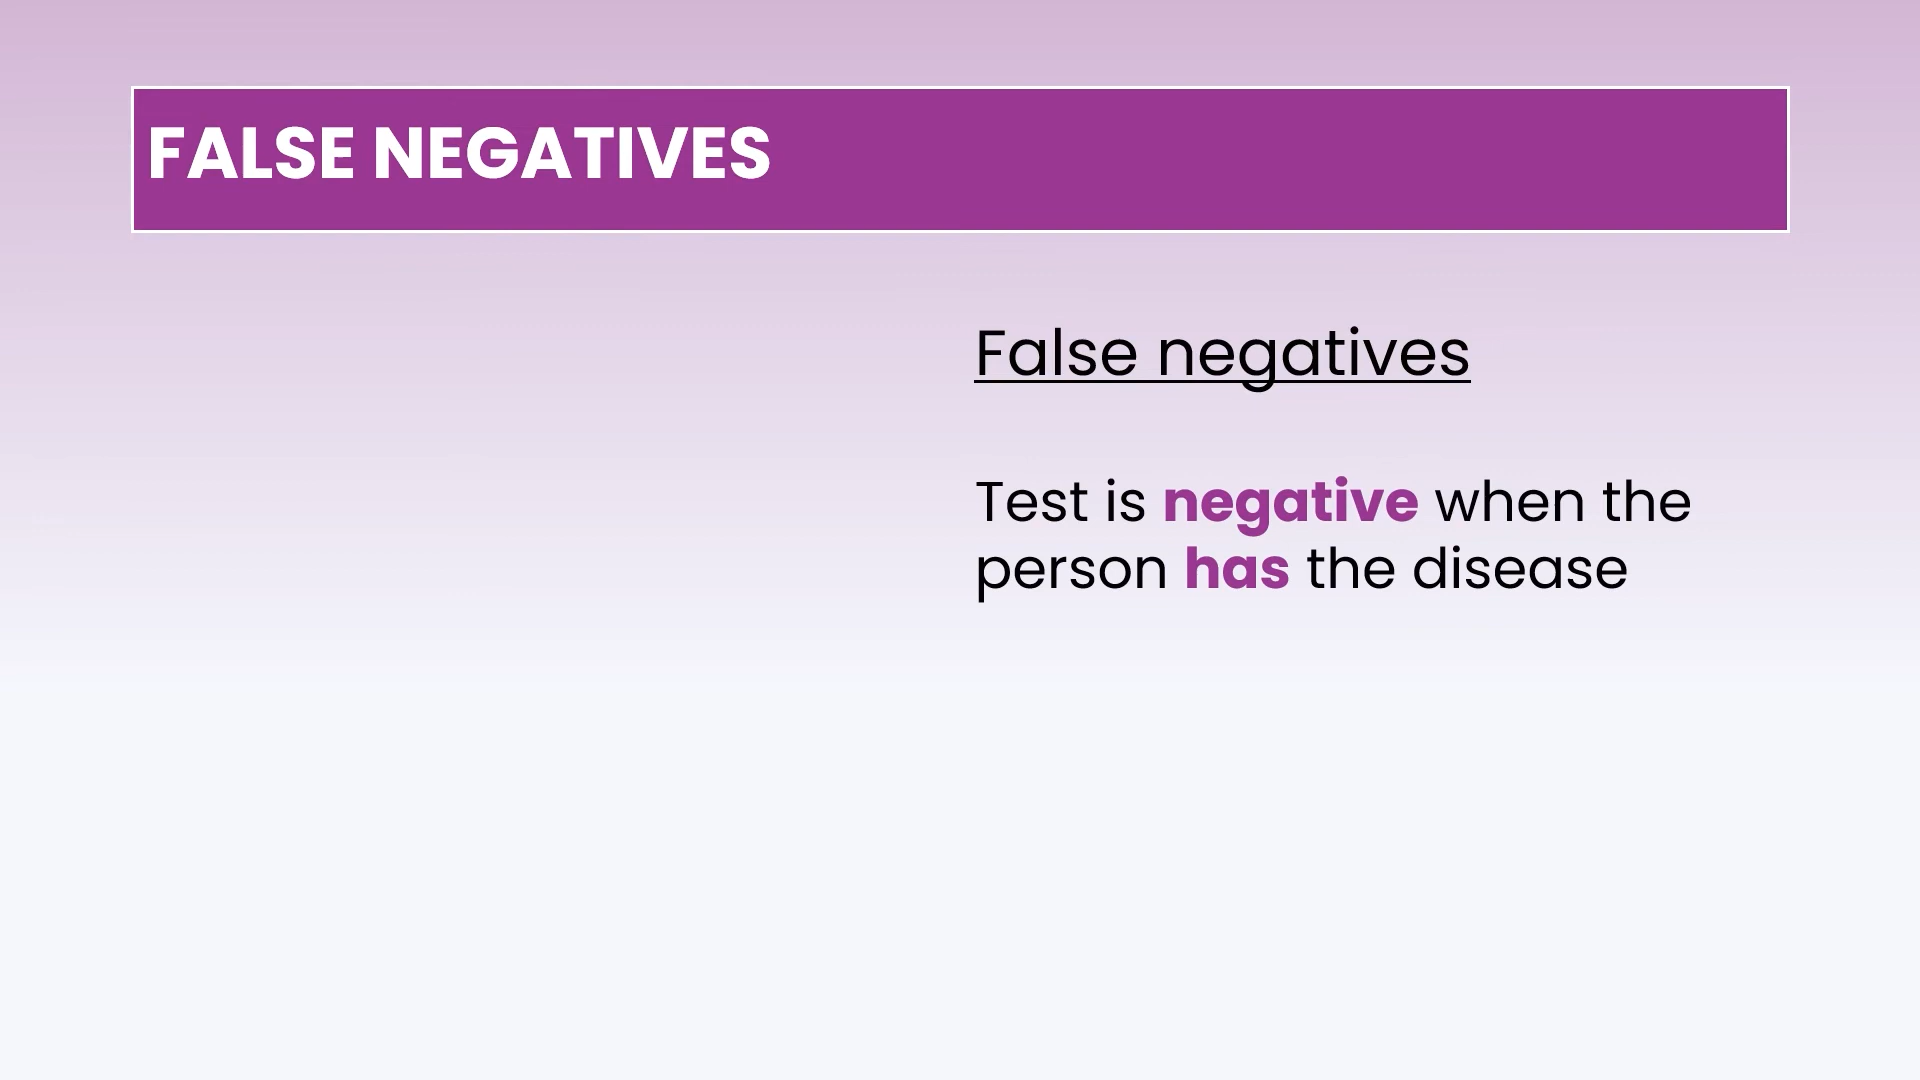 FALSE NEGATIVES
False negatives
Test is negative when the
person has the disease